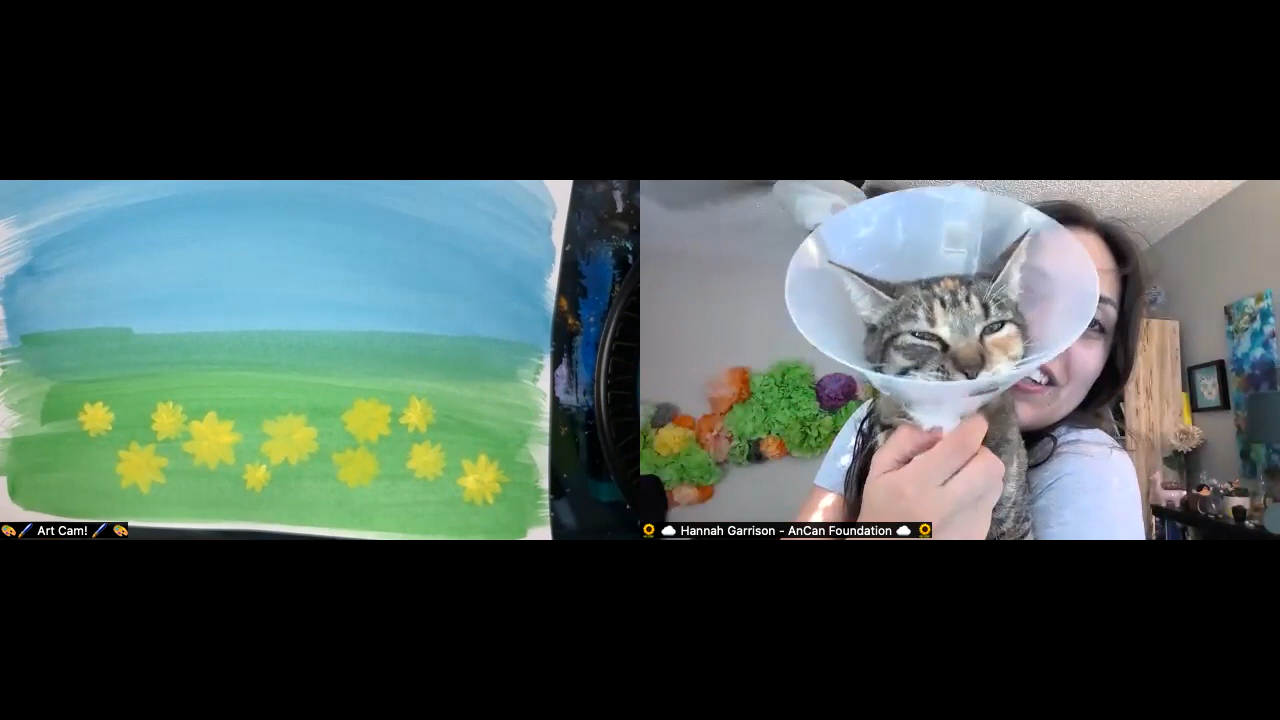 🎨🖌️ Art Cam! 🖌️🎨
🌻 ☁️ Hannah Garrison - AnCan Foundation ☁️ 🌻